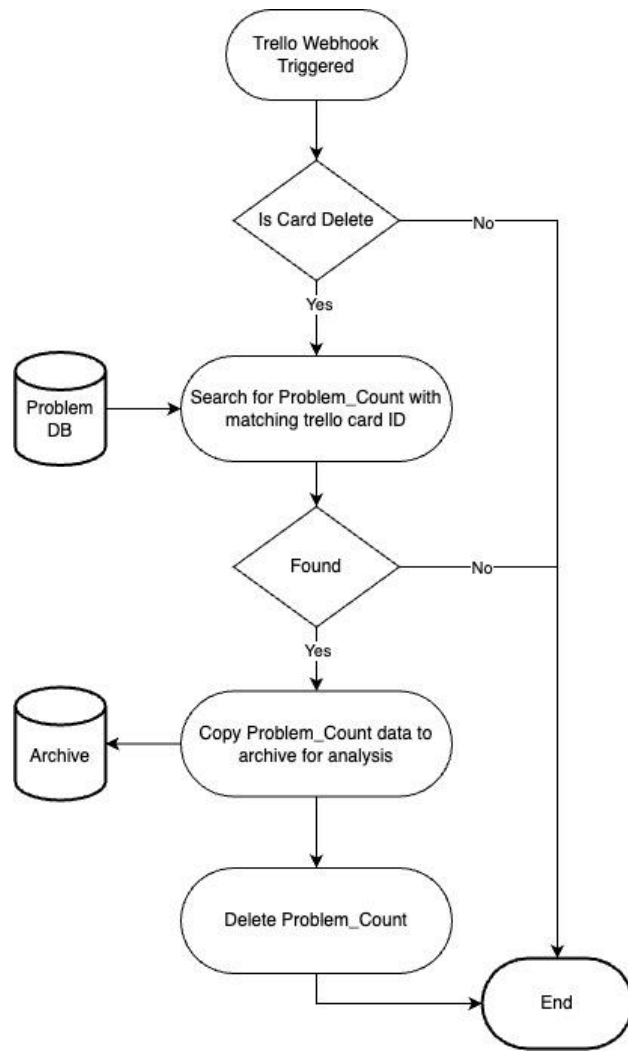 Trello Webhook
Triggered
Is Card Delete
No
Yes
Problem
DB
Search for Problem_Count with
matching trello card ID
Found
No
Yes
Archive
Copy Problem_Count data to
archive for analysis
Delete Problem_Count
End